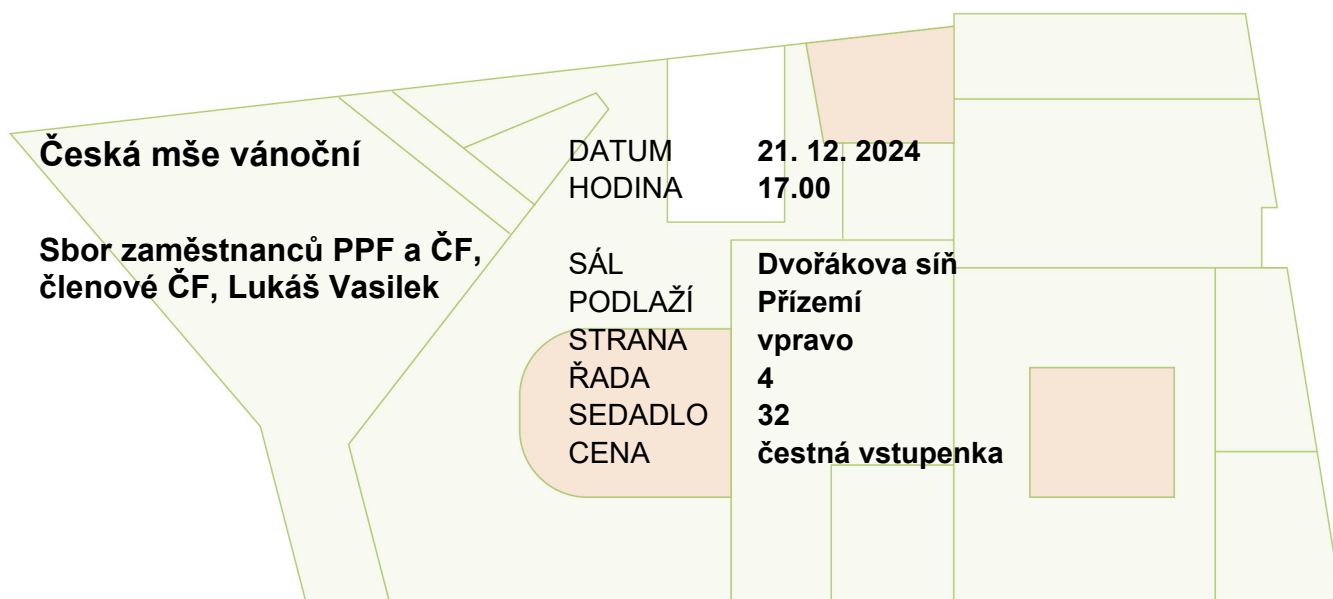 Česká mše vánoční
Sbor zaměstnanců PPF a ČF,
členové ČF, Lukáš Vasilek
DATUM 21. 12. 2024
HODINA 17.00
SÁL Dvořákova síň
PODLAŽÍ Přízemí
STRANA vpravo
ŘADA 4
SEDADLO 32
CENA čestná vstupenka